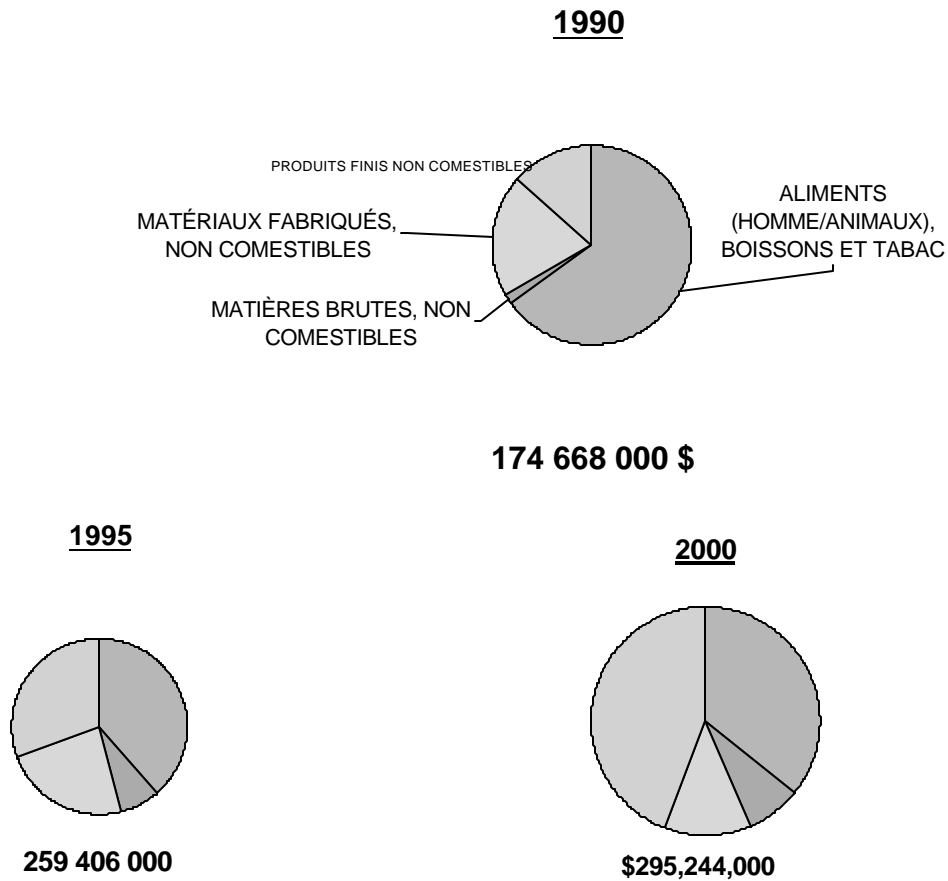 1990
PRODUITS FINIS NON COMESTIBLES
MATÉRIAUX FABRIQUÉS,
NON COMESTIBLES
MATIÈRES BRUTES, NON
COMESTIBLES
ALIMENTS
(HOMME/ANIMAUX),
BOISSONS ET TABAC
174 668 000 $
1995
259 406 000
2000
$295,244,000